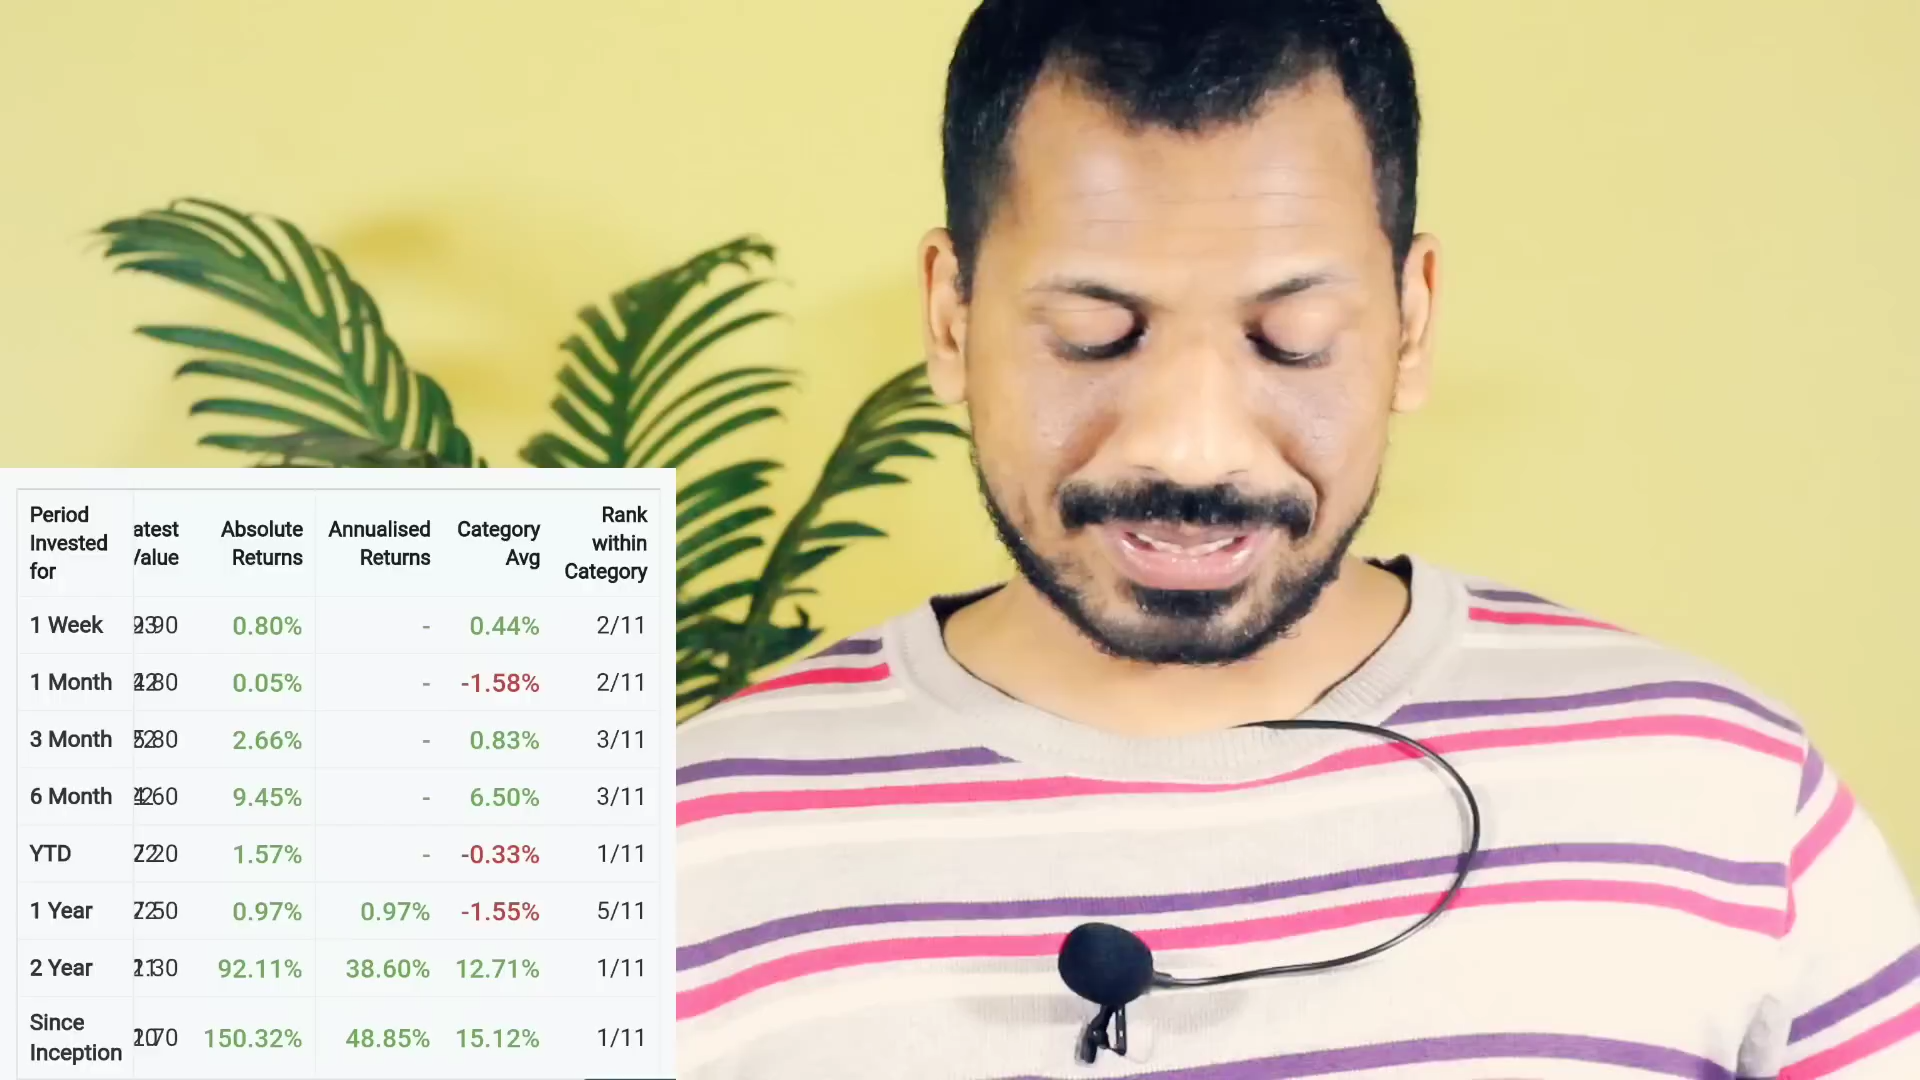 Period Invested for Absolute Returns Annualised Returns Category Avg Rank within Category
1 Week 0.80% - 0.44% 2/11
1 Month 0.05% - -1.58% 2/11
3 Month 2.66% - 0.83% 3/11
6 Month 9.45% - 6.50% 3/11
YTD 1.57% - -0.33% 1/11
1 Year 0.97% 0.97% -1.55% 5/11
2 Year 92.11% 38.60% 12.71% 1/11
Since Inception 150.32% 48.85% 15.12% 1/11